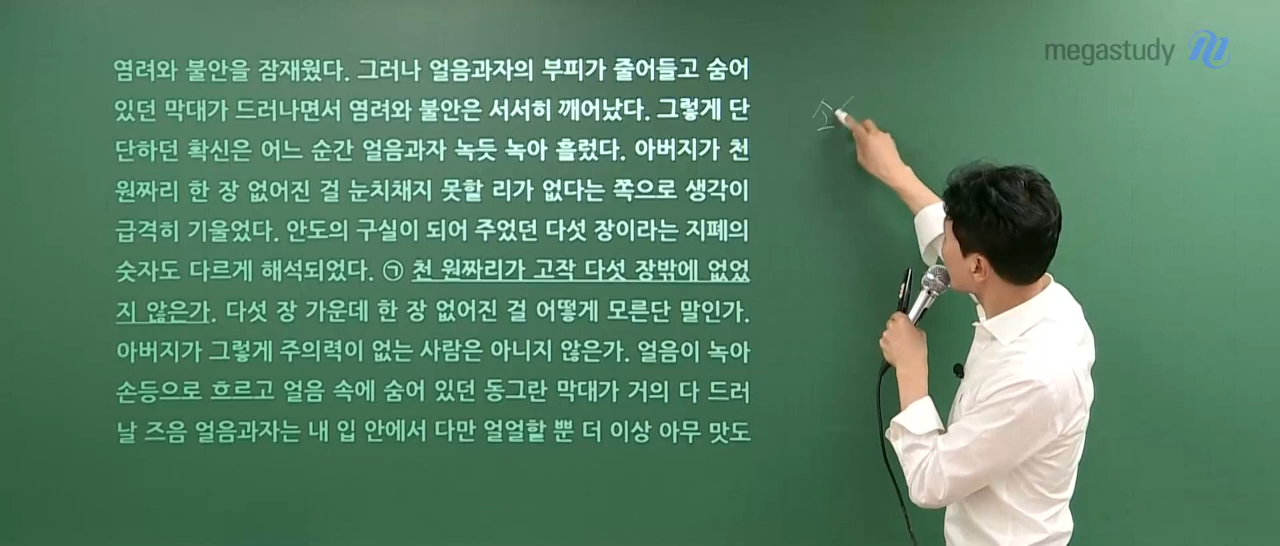 megastudy
염려와 불안을 잠재웠다. 그러나 얼음과자의 부피가 줄어들고 숨어
있던 막대가 드러나면서 염려와 불안은 서서히 깨어났다. 그렇게 단
단하던 확신은 어느 순간 얼음과자 녹듯 녹아 흘렀다. 아버지가 천
원짜리 한 장 없어진 걸 눈치채지 못할 리가 없다는 쪽으로 생각이
급격히 기울었다. 안도의 구실이 되어 주었던 다섯 장이라는 지폐의
숫자도 다르게 해석되었다. ㉠ 천 원짜리가 고작 다섯 장밖에 없었
지 않은가. 다섯 장 가운데 한 장 없어진 걸 어떻게 모른단 말인가.
아버지가 그렇게 주의력이 없는 사람은 아니지 않은가. 얼음이 녹아
손등으로 흐르고 얼음 속에 숨어 있던 동그란 막대가 거의 다 드러
날 즈음 얼음과자는 내 입 안에서 다만 얼얼할 뿐 더 이상 아무 맛도